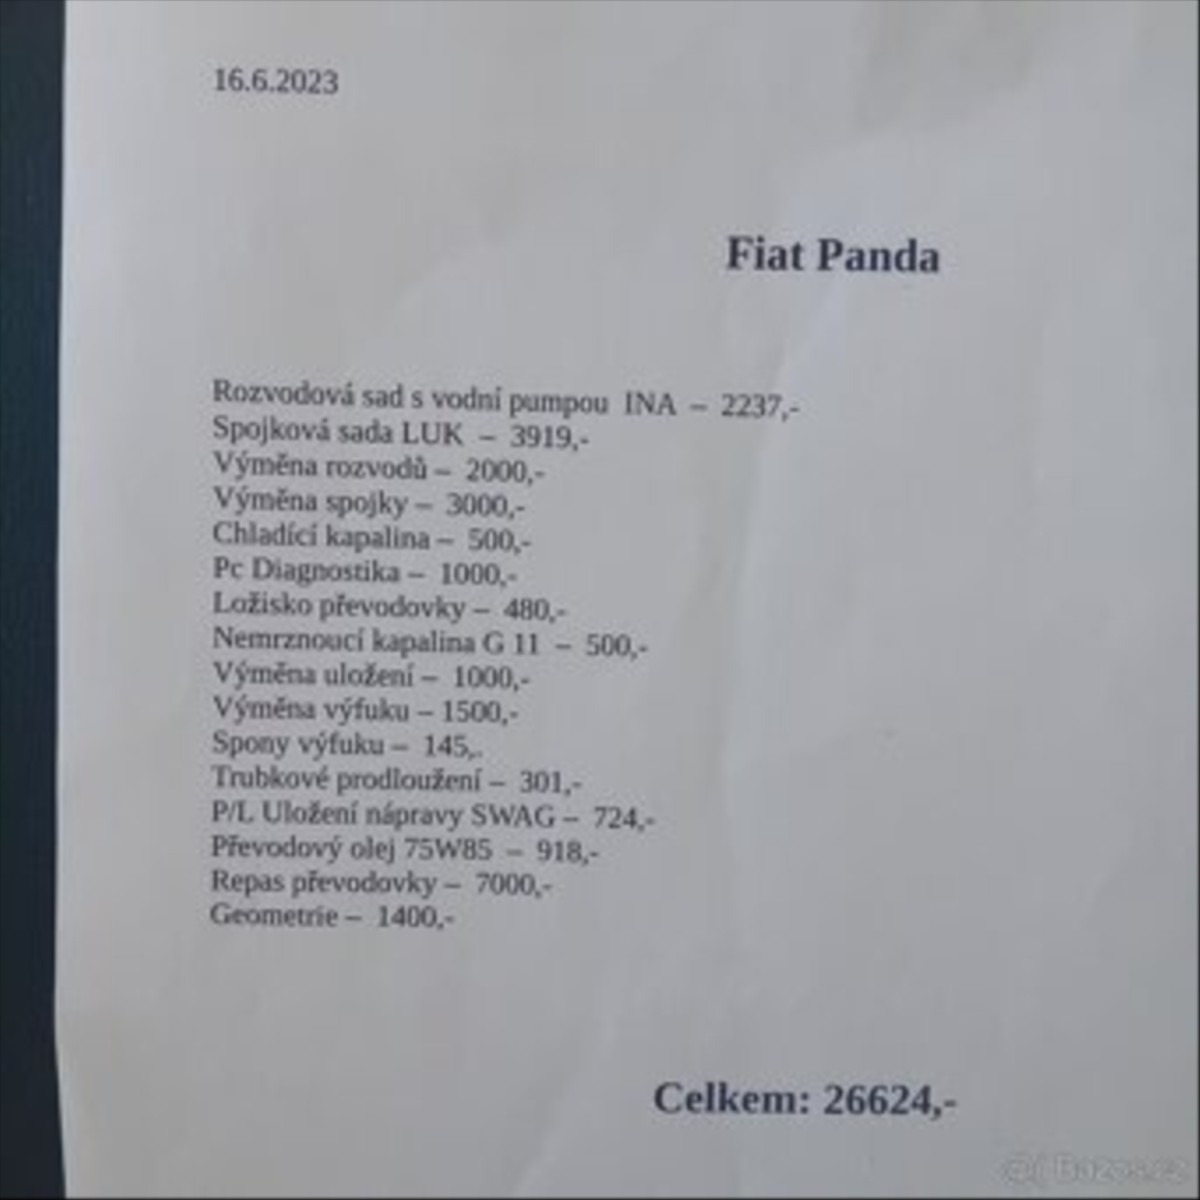 16.6.2023
Fiat Panda
Rozvodová sad s vodní pumpou INA – 2237,-
Spojková sada LUK – 3919,-
Výměna rozvodů – 2000,-
Výměna spojky – 3000,-
Chladící kapalina – 500,-
Pc Diagnostika – 1000,-
Ložisko převodovky – 480,-
Nemrznoucí kapalina G 11 – 500,-
Výměna uložení – 1000,-
Výměna výfuku – 1500,-
Spony výfuku – 145,.
Trubkové prodloužení – 301,-
P/L Uložení nápravy SWAG – 724,-
Převodový olej 75W85 – 918,-
Repas převodovky – 7000,-
Geometrie – 1400,-
Celkem: 26624,-
Bazos.cz